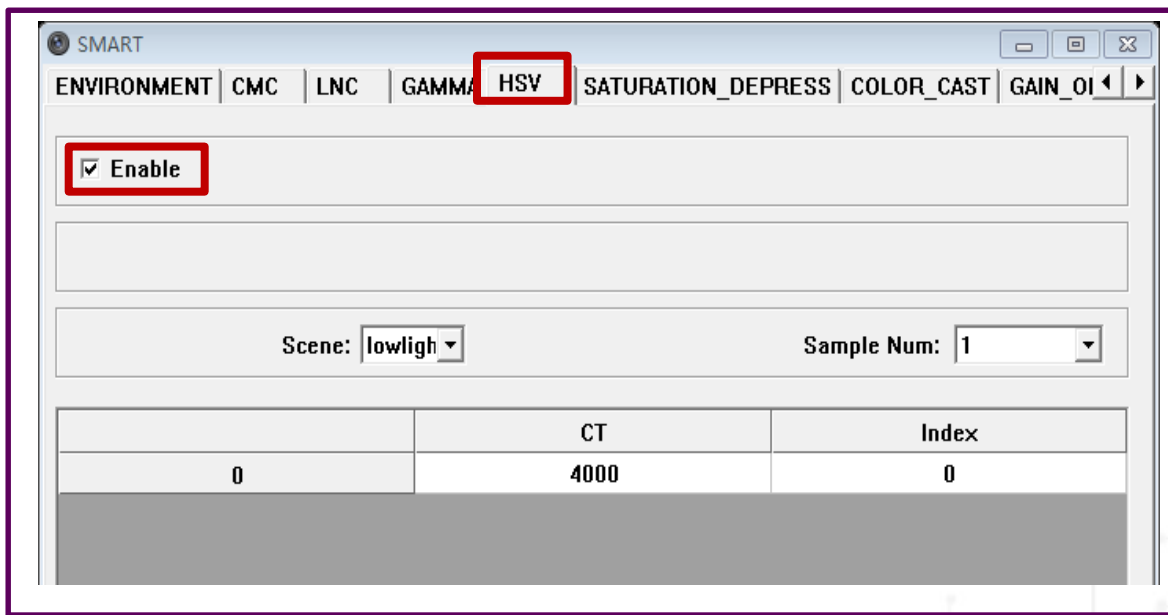 SMART
ENVIRONMENT CMC LNC GAMMA HSV SATURATION_DEPRESS COLOR_CAST GAIN_O
Enable
Scene: lowligh Sample Num: 1
CT Index
0 4000 0